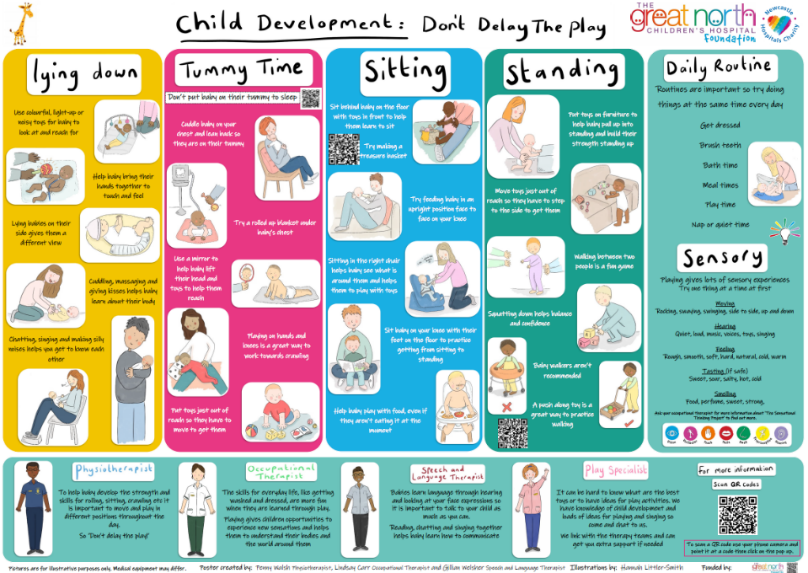 Child Development: Don't Delay The Play
THE
great north
CHILDREN'S HOSPITAL
foundation
Newcastle
Hospitals Charity
lying down
Use colourful, light-up or
noisy toys for baby to
look at and reach for
Help baby bring their
hands together to
touch and feel
Lying babies on their
side gives them a
different view
Cuddling, massaging and
giving kisses helps baby
learn about their body
Chatting, singing and making silly
noises helps you get to know each
other
Tummy Time
Don't put baby on their tummy to sleep
Cuddle baby on your
chest and lean back so
they are on their tummy
Try a rolled up blanket under
baby's chest
Use a mirror to
help baby lift
their head and
toys to help them
reach
Playing on hands and
knees is a great way to
work towards crawling
Put toys just out of
reach so they have to
move to get them
Sitting
Sit behind baby on the floor
with toys in front to help
them learn to sit
Try making a
treasure basket
Try feeding baby in an
upright position face to
face on your knee
Sitting in the right chair
helps baby see what is
around them and helps
them to play with toys
Sit baby on your knee with their
feet on the floor to practice
getting from sitting to
standing
Help baby play with food, even if
they aren't eating it at the
moment
Standing
Put toys on furniture to
help baby pull up into
standing and build their
strength standing up
Move toys just out of
reach so they have to step
to the side to get them
Walking between two
people is a fun game
Squatting down helps balance
and confidence
Baby walkers aren't
recommended
A push along toy is a
great way to practice
walking
Daily Routine
Routines are important so try doing
things at the same time every day
Get dressed
Brush teeth
Bath time
Meal times
Play time
Nap or quiet time
Sensory
Playing gives lots of sensory experiences
Try one thing at a time at first
Moving
Rocking, swaying, swinging, side to side, up and down
Hearing
Quiet, loud, music, voices, toys, singing
Feeling
Rough, smooth, soft, hard, natural, cold, warm
Tasting (if safe)
Sweet, sour, salty, hot, cold
Smelling
Food, perfume, sweet, strong,
Ask your occupational therapist for more information about 'The Sensational
Thinking Project' to find out more.
Physiotherapist
To help baby develop the strength and
skills for rolling, sitting, crawling etc it
is important to move and play in
different positions throughout the
day.
So 'Don't delay the play!'
Occupational
Therapist
The skills for everyday life, like getting
washed and dressed, are more fun
when they are learned through play.
Playing gives children opportunities to
experience new sensations and helps
them to understand their bodies and
the world around them
Speech and
Language Therapist
Babies learn language through hearing
and looking at your face expressions so
it is important to talk to your child as
much as you can.
Reading, chatting and singing together
helps baby learn how to communicate
Play Specialist
It can be hard to know what are the best
toys or to have ideas for play activities. We
have knowledge of child development and
loads of ideas for playing and singing so
come and chat to us.
We link with the therapy teams and can
get you extra support if needed
For more information
Scan QR codes
To scan a QR code use your phone camera and
point it at a code then click on the pop up.
Pictures are for illustrative purposes only. Medical equipment may differ.
Poster created by: Penny Walsh Physiotherapist, Lindsay Carr Occupational Therapist and Gillian Welsher Speech and Language Therapist
Illustrations by: Hannah Littler-Smith
Funded by:
great north